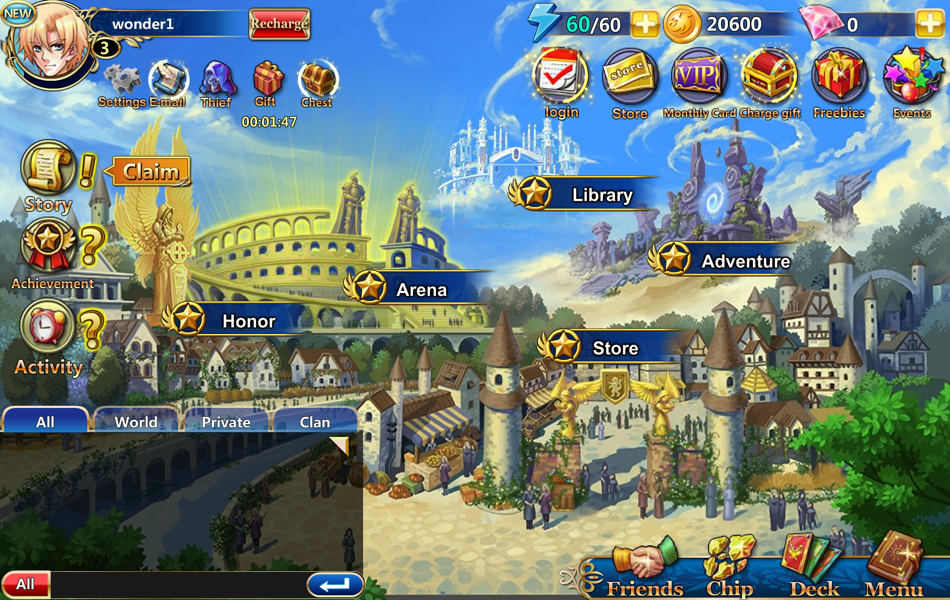 NEW
wonder1
Recharge
3
60/60
20600
0
Settings
E-mail
Thief
Gift
Chest
00:01:47
login
store
Store
VIP
Monthly Card
Charge gift
Freebies
Events
!
Claim
Story
?
Achievement
?
Activity
Library
Adventure
Arena
Honor
Store
All
World
Private
Clan
All
Friends
Chip
Deck
Menu